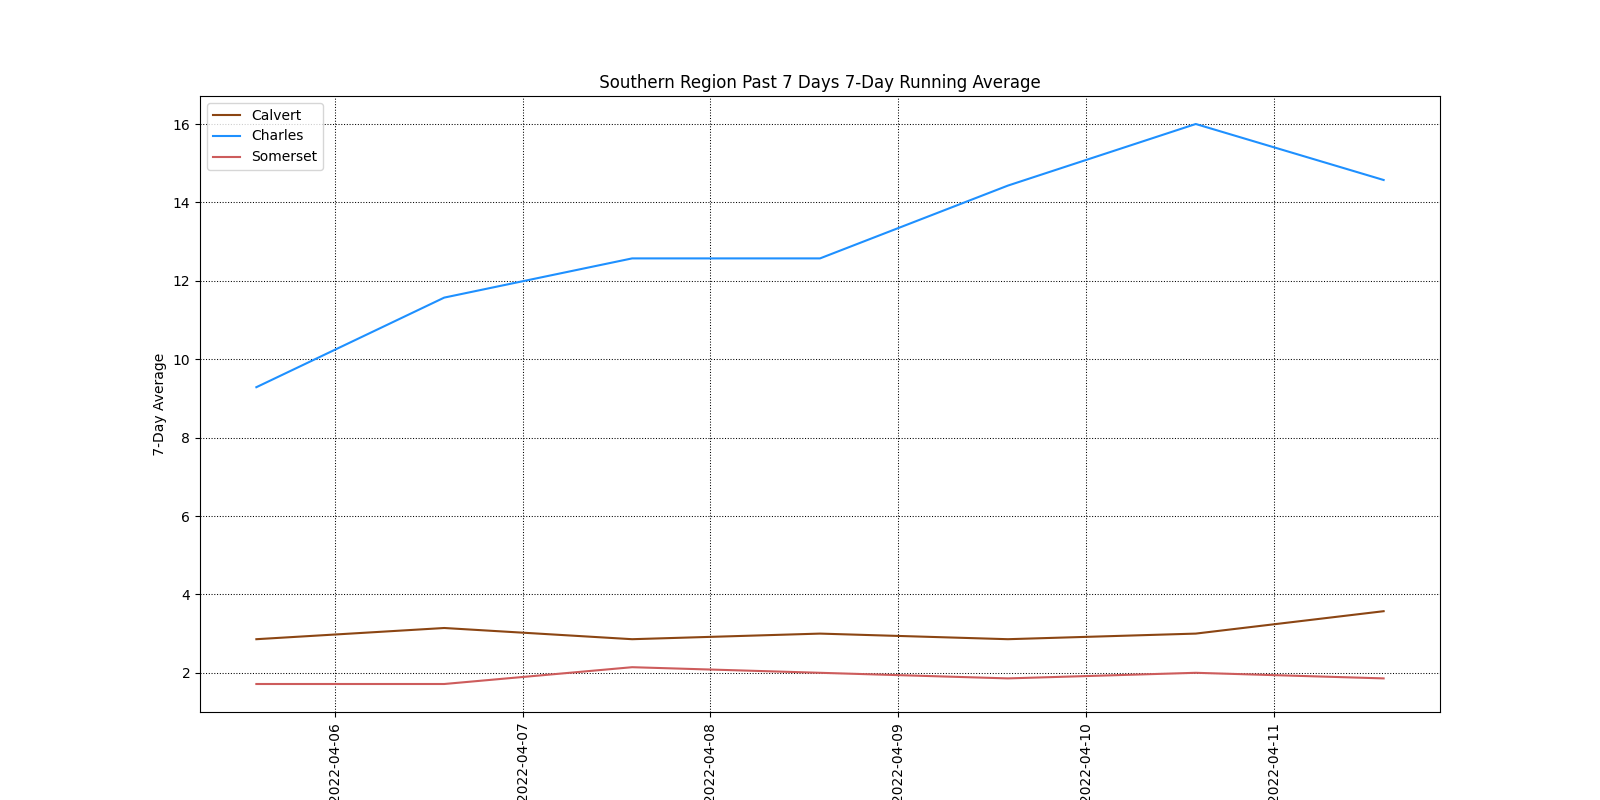 Southern Region Past 7 Days 7-Day Running Average
Calvert
Charles
Somerset
7-Day Average
16
14
12
10
8
6
4
2
2022-04-06
2022-04-07
2022-04-08
2022-04-09
2022-04-10
2022-04-11